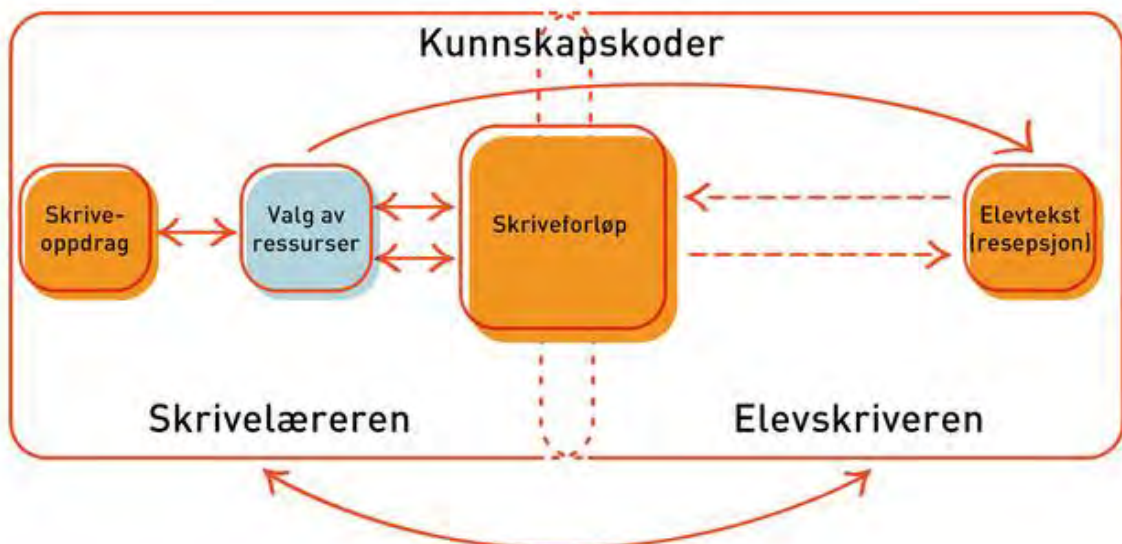 Kunnskapskoder
Skrive-
oppdrag
Valg av
ressurser
Skriveforløp
Elevtekst
(resepsjon)
Skrivelæreren
Elevskriveren